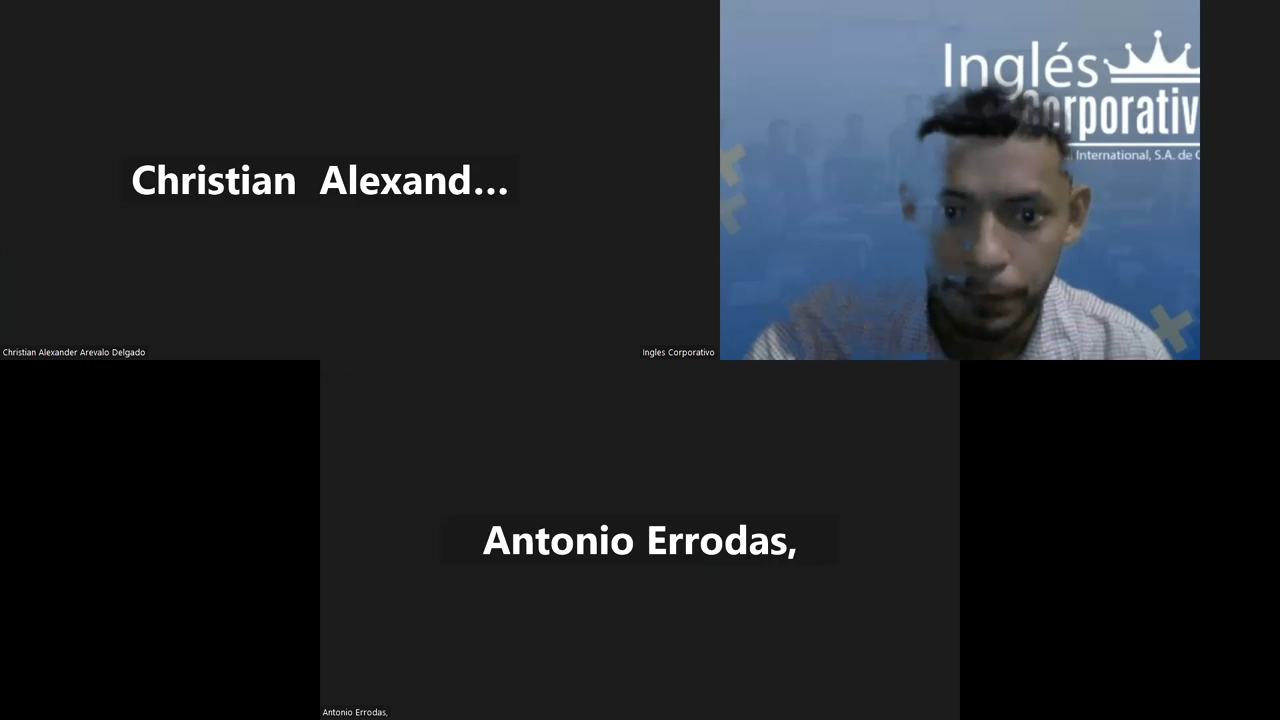 Christian Alexand...
Christian Alexander Arevalo Delgado
Inglés
Corporativ
l International, S.A. de C
Ingles Corporativo
Antonio Errodas,
Antonio Errodas,